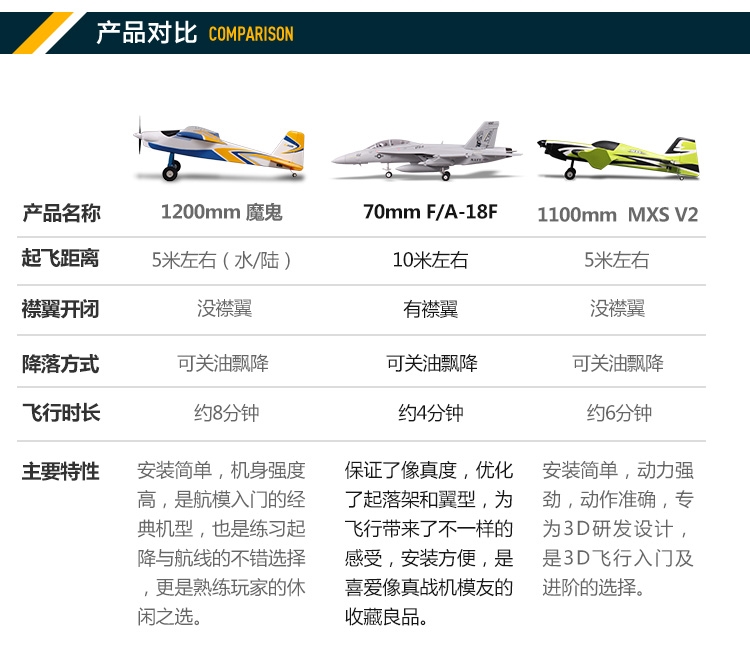 产品对比 COMPARISON
产品名称 1200mm 魔鬼 70mm F/A-18F 1100mm MXS V2
起飞距离 5米左右（水/陆） 10米左右 5米左右
襟翼开闭 没襟翼 有襟翼 没襟翼
降落方式 可关油飘降 可关油飘降 可关油飘降
飞行时长 约8分钟 约4分钟 约6分钟
主要特性
安装简单，机身强度
高，是航模入门的经
典机型，也是练习起
降与航线的不错选择
，更是熟练玩家的休
闲之选。
保证了像真度，优化
了起落架和翼型，为
飞行带来了不一样的
感受，安装方便，是
喜爱像真战机模友的
收藏良品。
安装简单，动力强
劲，动作准确，专
为3D研发设计，
是3D飞行入门及
进阶的选择。